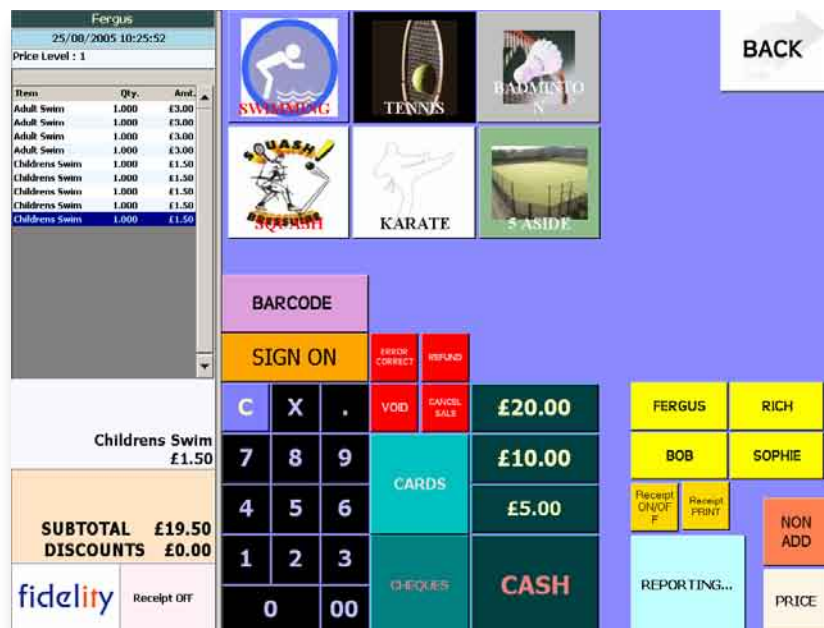 Fergus
25/08/2005 10:25:52
Price Level : 1
Item Qty. Amt.
Adult Swim 1.000 £3.00
Adult Swim 1.000 £3.00
Adult Swim 1.000 £3.00
Adult Swim 1.000 £3.00
Childrens Swim 1.000 £1.50
Childrens Swim 1.000 £1.50
Childrens Swim 1.000 £1.50
Childrens Swim 1.000 £1.50
Childrens Swim 1.000 £1.50
Childrens Swim
£1.50
SUBTOTAL £19.50
DISCOUNTS £0.00
fidelity
Receipt OFF
SWIMMING
TENNIS
BADMINTO
N
BACK
SQUASH!
SQUASH
KARATE
5 ASIDE
BARCODE
SIGN ON
ERROR
CORRECT
REFUND
C X .
VOID
CANCEL
SALE
£20.00
7 8 9
CARDS
£10.00
4 5 6
£5.00
1 2 3
CHEQUES
CASH
0 00
FERGUS RICH
BOB SOPHIE
Receipt
ON/OF
F
Receipt
PRINT
NON
ADD
REPORTING...
PRICE